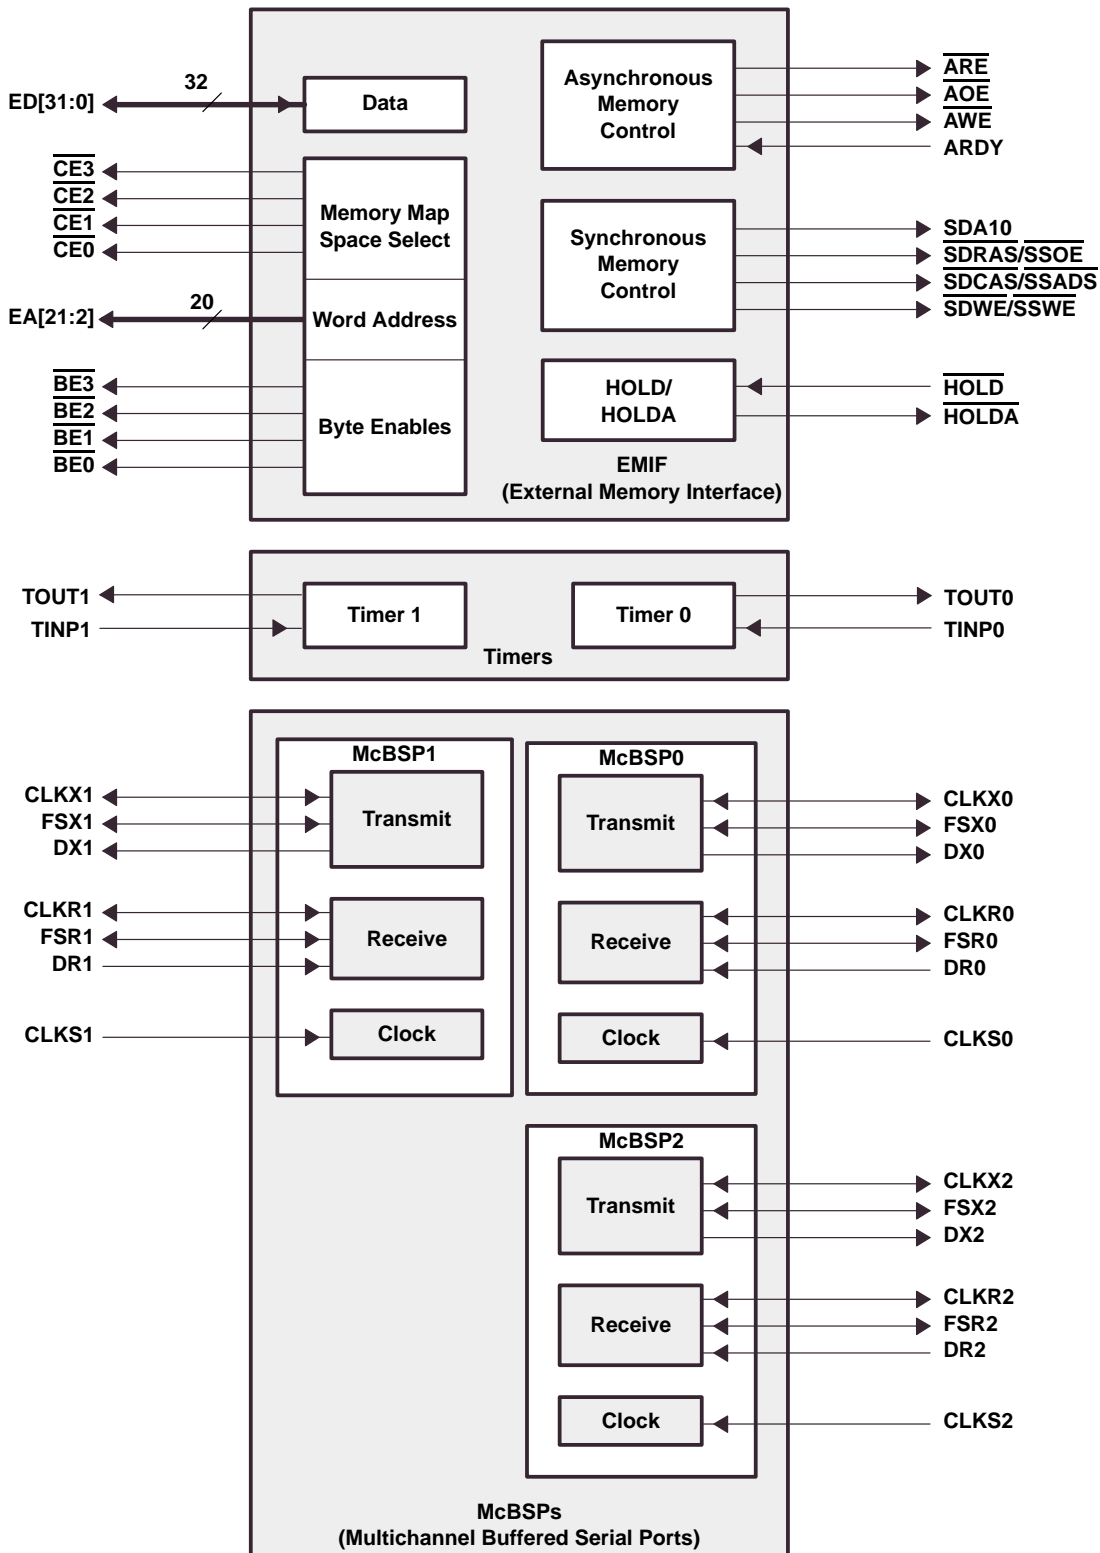 ED[31:0]
32
Data
CE3
CE2
CE1
CE0
Memory Map
Space Select
EA[21:2]
20
Word Address
BE3
BE2
BE1
BE0
Byte Enables
Asynchronous
Memory
Control
ARE
AOE
AWE
ARDY
Synchronous
Memory
Control
SDA10
SDRAS/SSOE
SDCAS/SSADS
SDWE/SSWE
HOLD/
HOLDA
HOLD
HOLDA
EMIF
(External Memory Interface)
TOUT1
TINP1
Timer 1
Timer 0
TOUT0
TINP0
Timers
McBSP1
CLKX1
FSX1
DX1
Transmit
CLKR1
FSR1
DR1
Receive
CLKS1
Clock
McBSP0
Transmit
CLKX0
FSX0
DX0
Receive
CLKR0
FSR0
DR0
Clock
CLKS0
McBSP2
Transmit
CLKX2
FSX2
DX2
Receive
CLKR2
FSR2
DR2
Clock
CLKS2
McBSPs
(Multichannel Buffered Serial Ports)